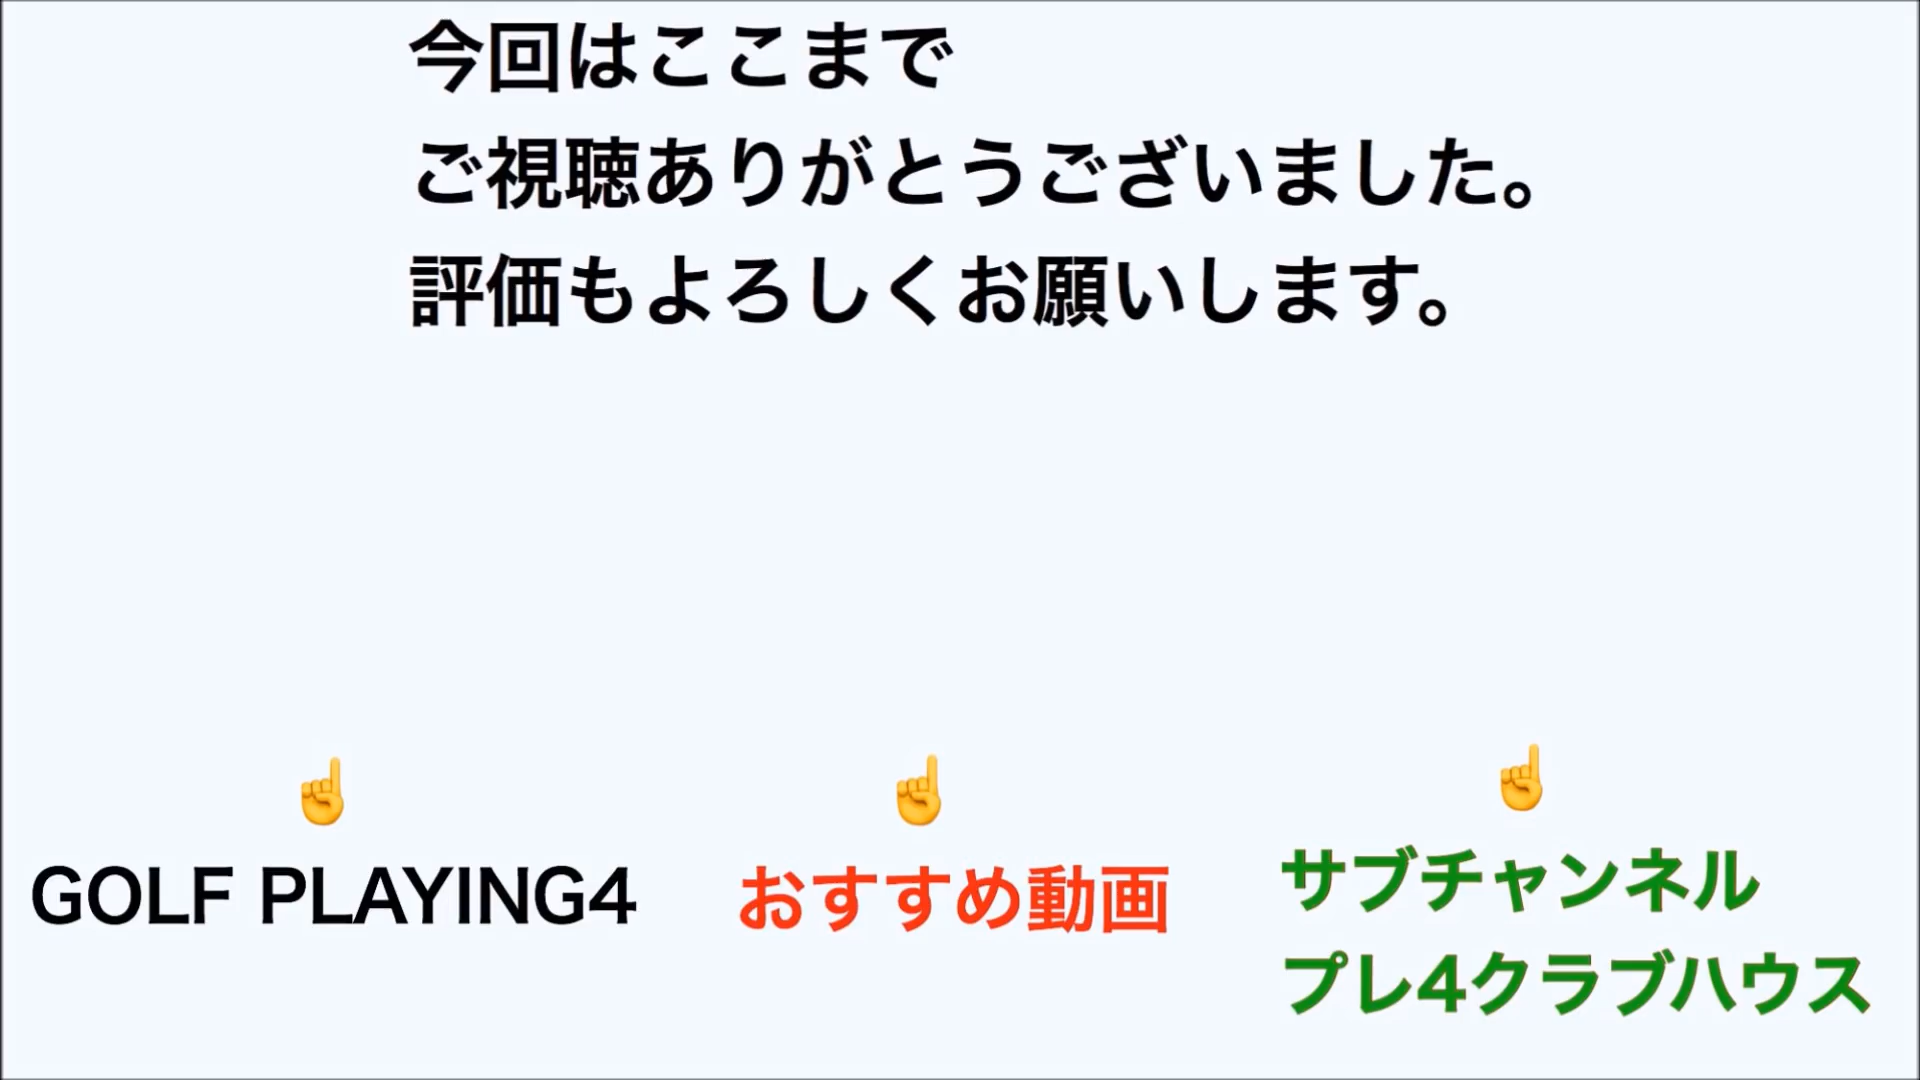 今回はここまで
ご視聴ありがとうございました。
評価もよろしくお願いします。
☝☝☝
GOLF PLAYING4
おすすめ動画
サブチャンネル
プレ4クラブハウス